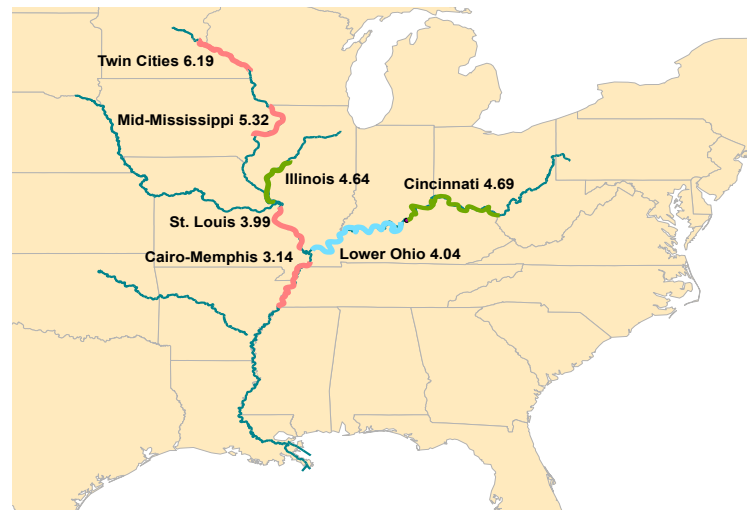 Twin Cities 6.19
Mid-Mississippi 5.32
Illinois 4.64
Cincinnati 4.69
St. Louis 3.99
Cairo-Memphis 3.14
Lower Ohio 4.04